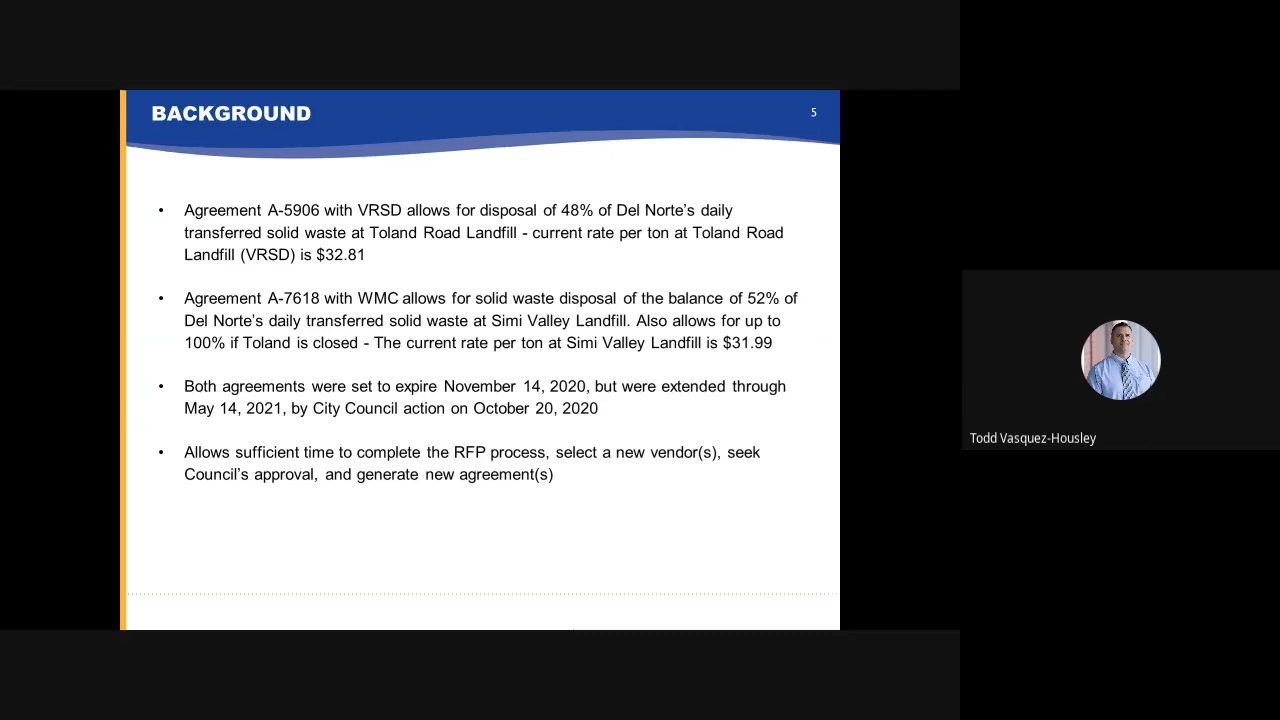 BACKGROUND
5
• Agreement A-5906 with VRSD allows for disposal of 48% of Del Norte’s daily
transferred solid waste at Toland Road Landfill - current rate per ton at Toland Road
Landfill (VRSD) is $32.81
• Agreement A-7618 with WMC allows for solid waste disposal of the balance of 52% of
Del Norte’s daily transferred solid waste at Simi Valley Landfill. Also allows for up to
100% if Toland is closed - The current rate per ton at Simi Valley Landfill is $31.99
• Both agreements were set to expire November 14, 2020, but were extended through
May 14, 2021, by City Council action on October 20, 2020
• Allows sufficient time to complete the RFP process, select a new vendor(s), seek
Council’s approval, and generate new agreement(s)
Todd Vasquez-Housley